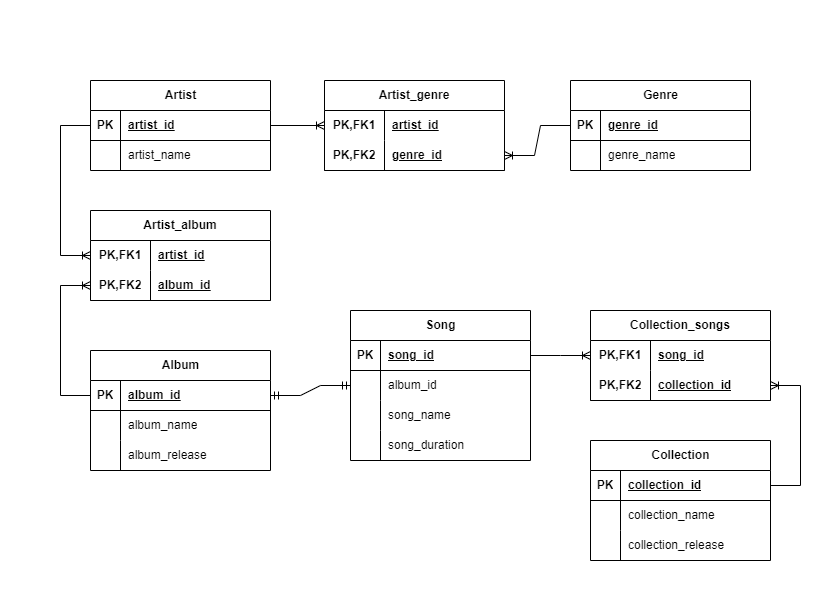 Artist
PK artist_id
artist_name
Artist_genre
PK,FK1 artist_id
PK,FK2 genre_id
Genre
PK genre_id
genre_name
Artist_album
PK,FK1 artist_id
PK,FK2 album_id
Album
PK album_id
album_name
album_release
Song
PK song_id
album_id
song_name
song_duration
Collection_songs
PK,FK1 song_id
PK,FK2 collection_id
Collection
PK collection_id
collection_name
collection_release